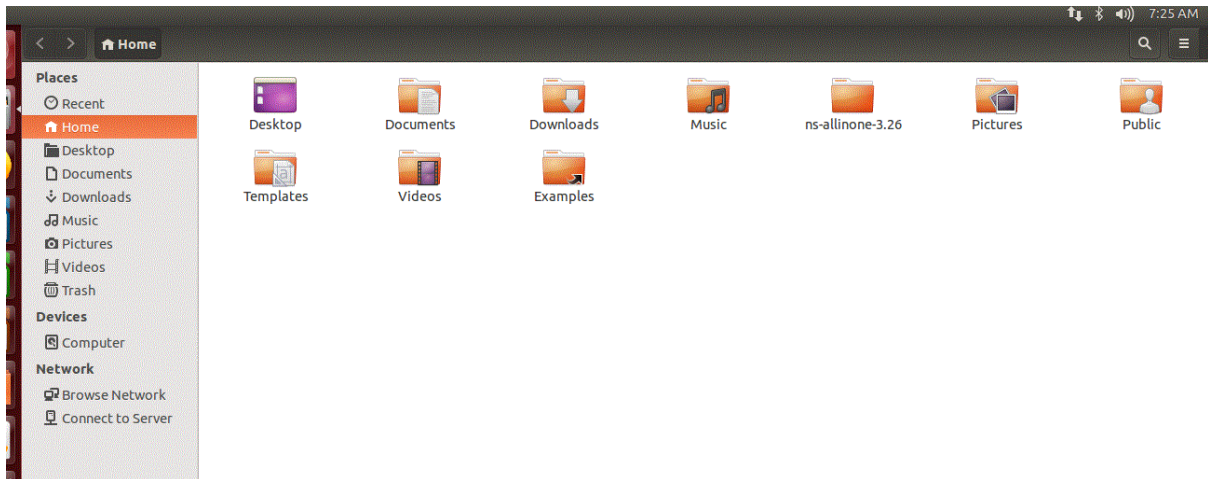 7:25 AM
Home
Places
Recent
Home
Desktop
Documents
Downloads
Music
Pictures
Videos
Trash
Devices
Computer
Network
Browse Network
Connect to Server
Desktop Documents Downloads Music ns-allinone-3.26 Pictures Public
Templates Videos Examples